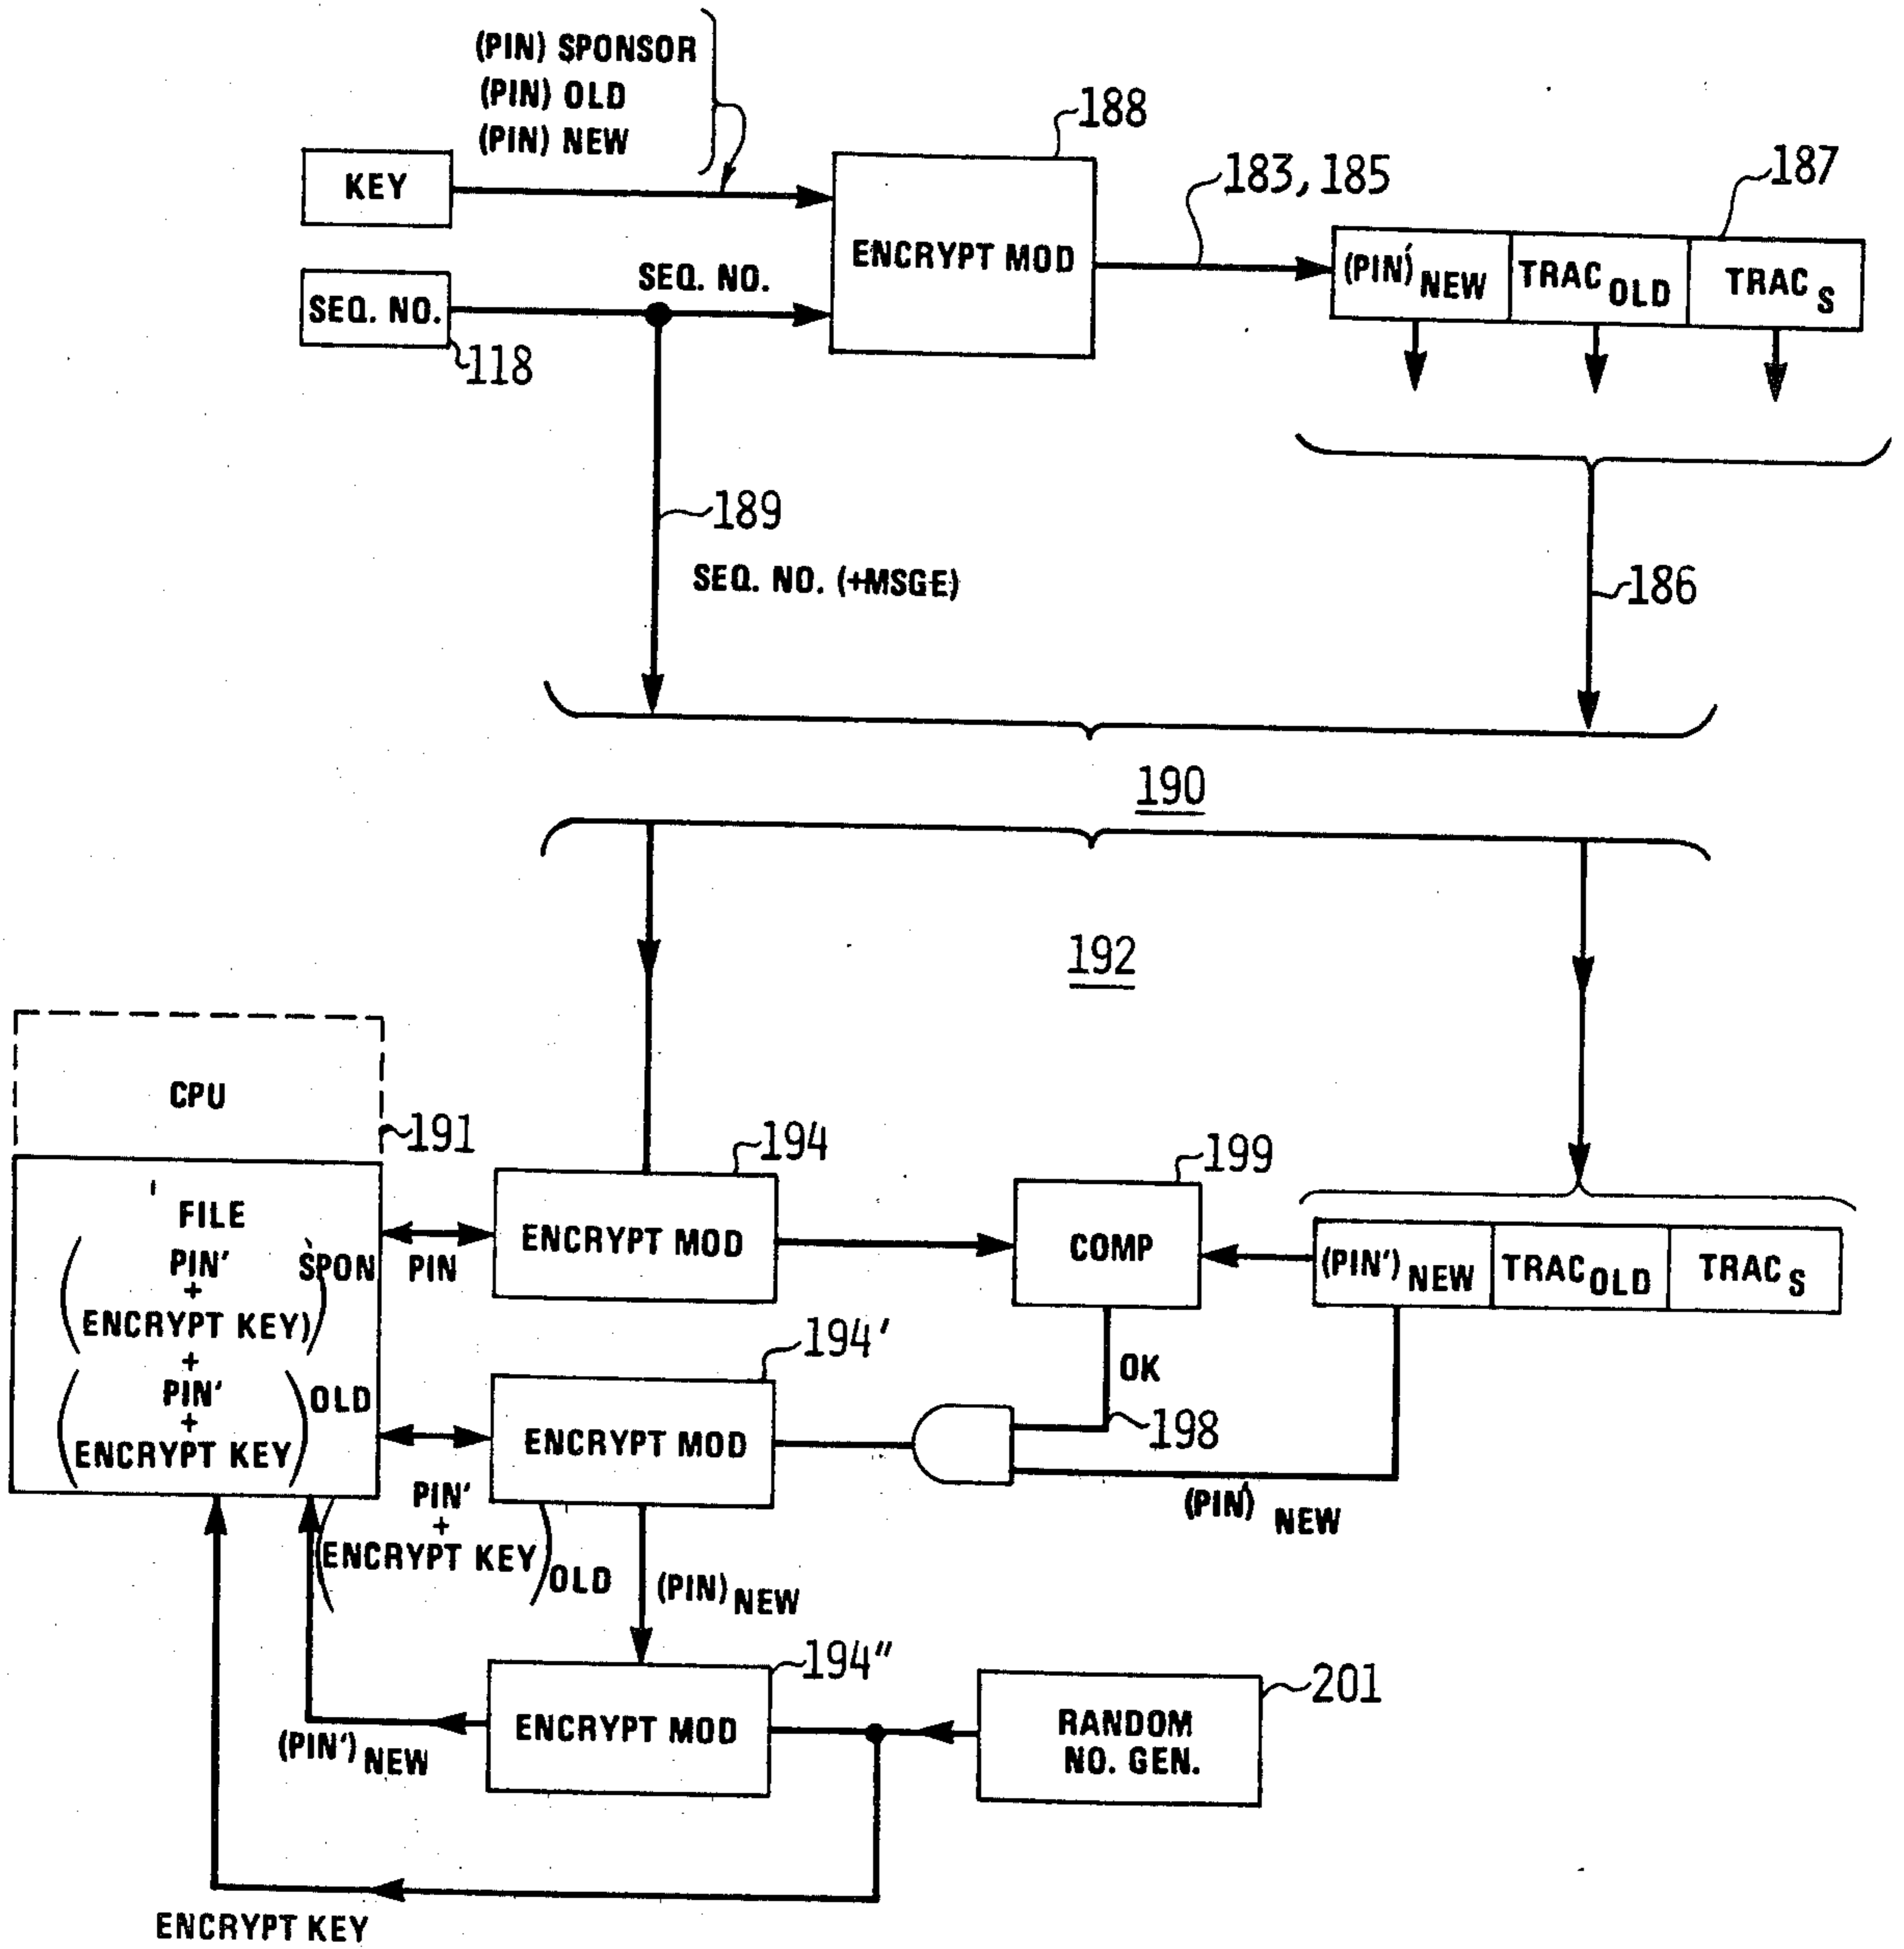 (PIN) SPONSOR
(PIN) OLD
(PIN) NEW
188
KEY
183, 185
187
ENCRYPT MOD
(PIN') NEW
TRAC OLD
TRAC S
SEQ. NO.
SEQ. NO.
118
189
SEQ. NO. (+MSGE)
186
190
192
CPU
191
194
199
FILE
PIN'
+
ENCRYPT KEY)
SPON
PIN
ENCRYPT MOD
COMP
(PIN') NEW
TRAC OLD
TRAC S
+
(PIN'
+
ENCRYPT KEY) OLD
194'
OK
198
ENCRYPT MOD
(PIN') NEW
(PIN'
+
ENCRYPT KEY) OLD
(PIN) NEW
194"
201
ENCRYPT MOD
RANDOM
NO. GEN.
(PIN') NEW
ENCRYPT KEY